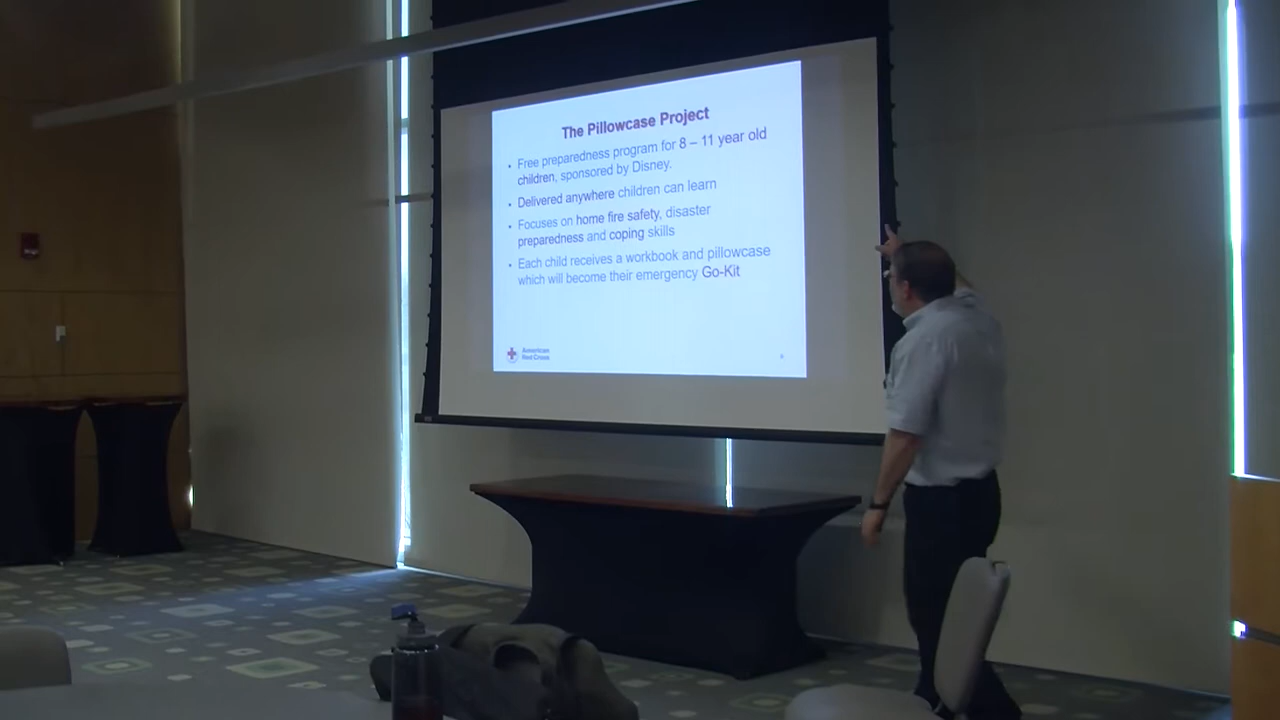 The Pillowcase Project
• Free preparedness program for 8 – 11 year old
children, sponsored by Disney.
• Delivered anywhere children can learn
• Focuses on home fire safety, disaster
preparedness and coping skills
• Each child receives a workbook and pillowcase
which will become their emergency Go-Kit
American
Red Cross